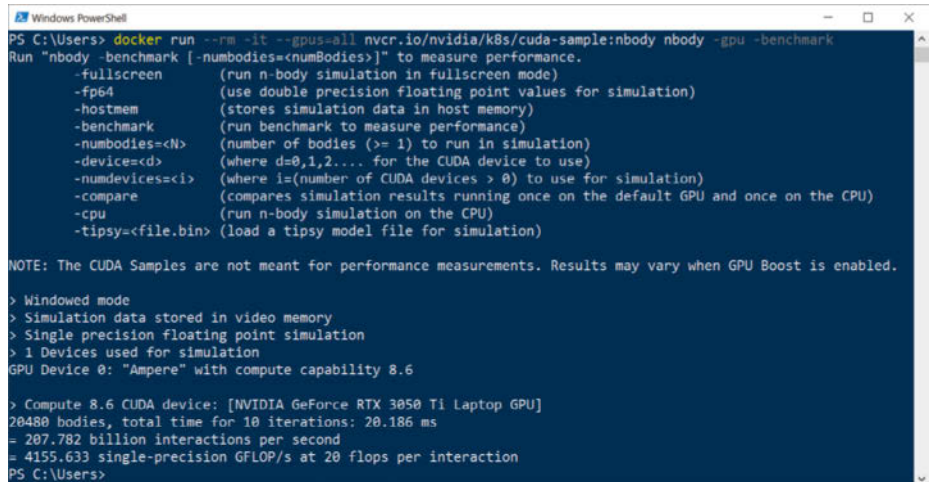 Windows PowerShell
PS C:\Users> docker run --rm -it --gpus=all nvcr.io/nvidia/k8s/cuda-sample:nbody nbody -gpu -benchmark
Run "nbody -benchmark [-numbodies=<numBodies>]" to measure performance.
-fullscreen (run n-body simulation in fullscreen mode)
-fp64 (use double precision floating point values for simulation)
-hostmem (stores simulation data in host memory)
-benchmark (run benchmark to measure performance)
-numbodies=<N> (number of bodies (>= 1) to run in simulation)
-device=<d> (where d=0,1,2.... for the CUDA device to use)
-numdevices=<i> (where i=(number of CUDA devices > 0) to use for simulation)
-compare (compares simulation results running once on the default GPU and once on the CPU)
-cpu (run n-body simulation on the CPU)
-tipsy=<file.bin> (load a tipsy model file for simulation)
NOTE: The CUDA Samples are not meant for performance measurements. Results may vary when GPU Boost is enabled.
> Windowed mode
> Simulation data stored in video memory
> Single precision floating point simulation
> 1 Devices used for simulation
GPU Device 0: "Ampere" with compute capability 8.6
> Compute 8.6 CUDA device: [NVIDIA GeForce RTX 3050 Ti Laptop GPU]
20480 bodies, total time for 10 iterations: 20.186 ms
= 207.782 billion interactions per second
= 4155.633 single-precision GFLOP/s at 20 flops per interaction
PS C:\Users>